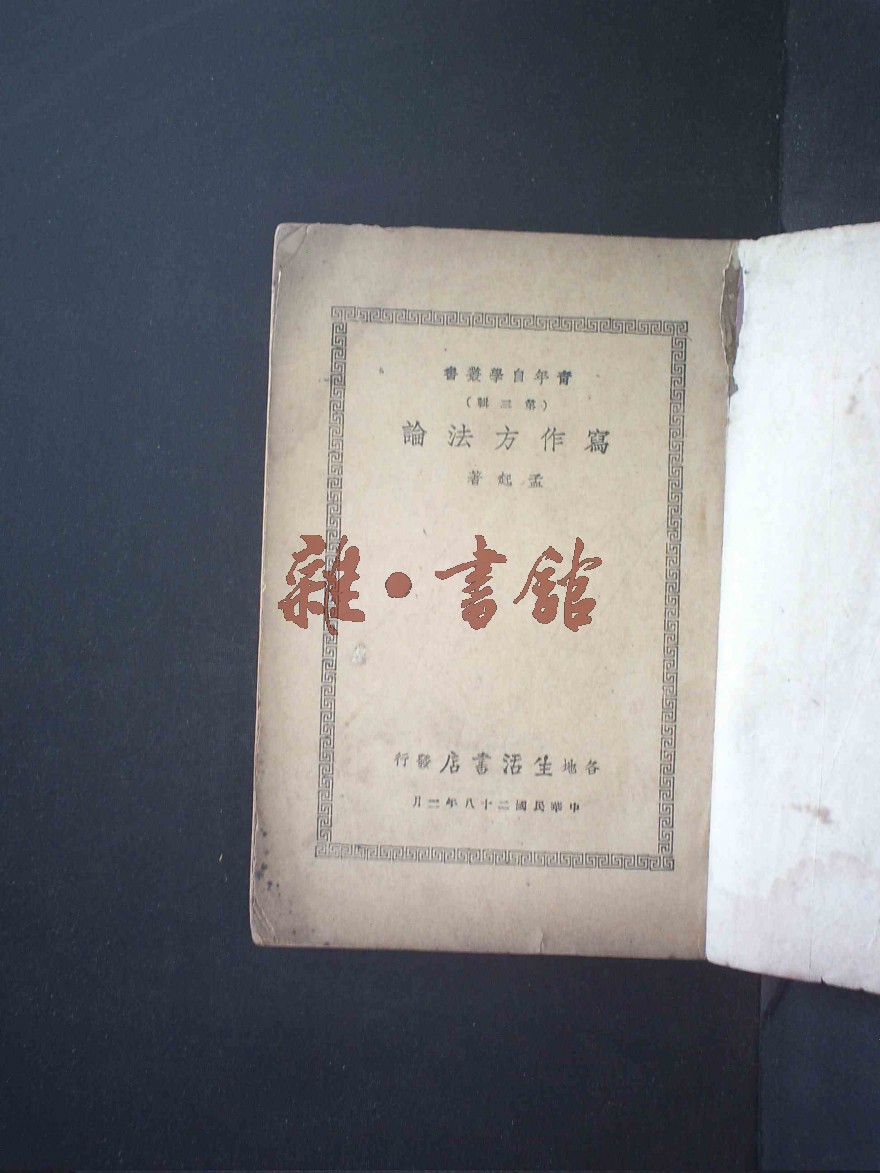 青年自學叢書
（第三輯）
寫作方法論
孟起著
雜·書館
各地生活書店發行
中華民國二十八年二月